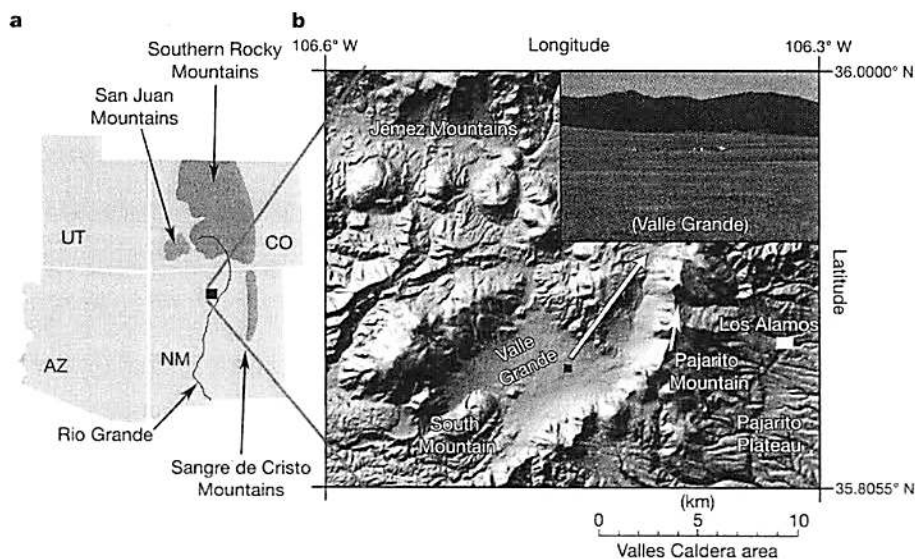 a
Southern Rocky
Mountains
San Juan
Mountains
UT
CO
AZ
NM
Rio Grande
Sangre de Cristo
Mountains
b
106.6° W
Longitude
106.3° W
36.0000° N
Jemez Mountains
(Valle Grande)
Latitude
Los Alamos
Valle
Grande
Pajarito
Mountain
South
Mountain
Pajarito
Plateau
35.8055° N
(km)
0 5 10
Valles Caldera area